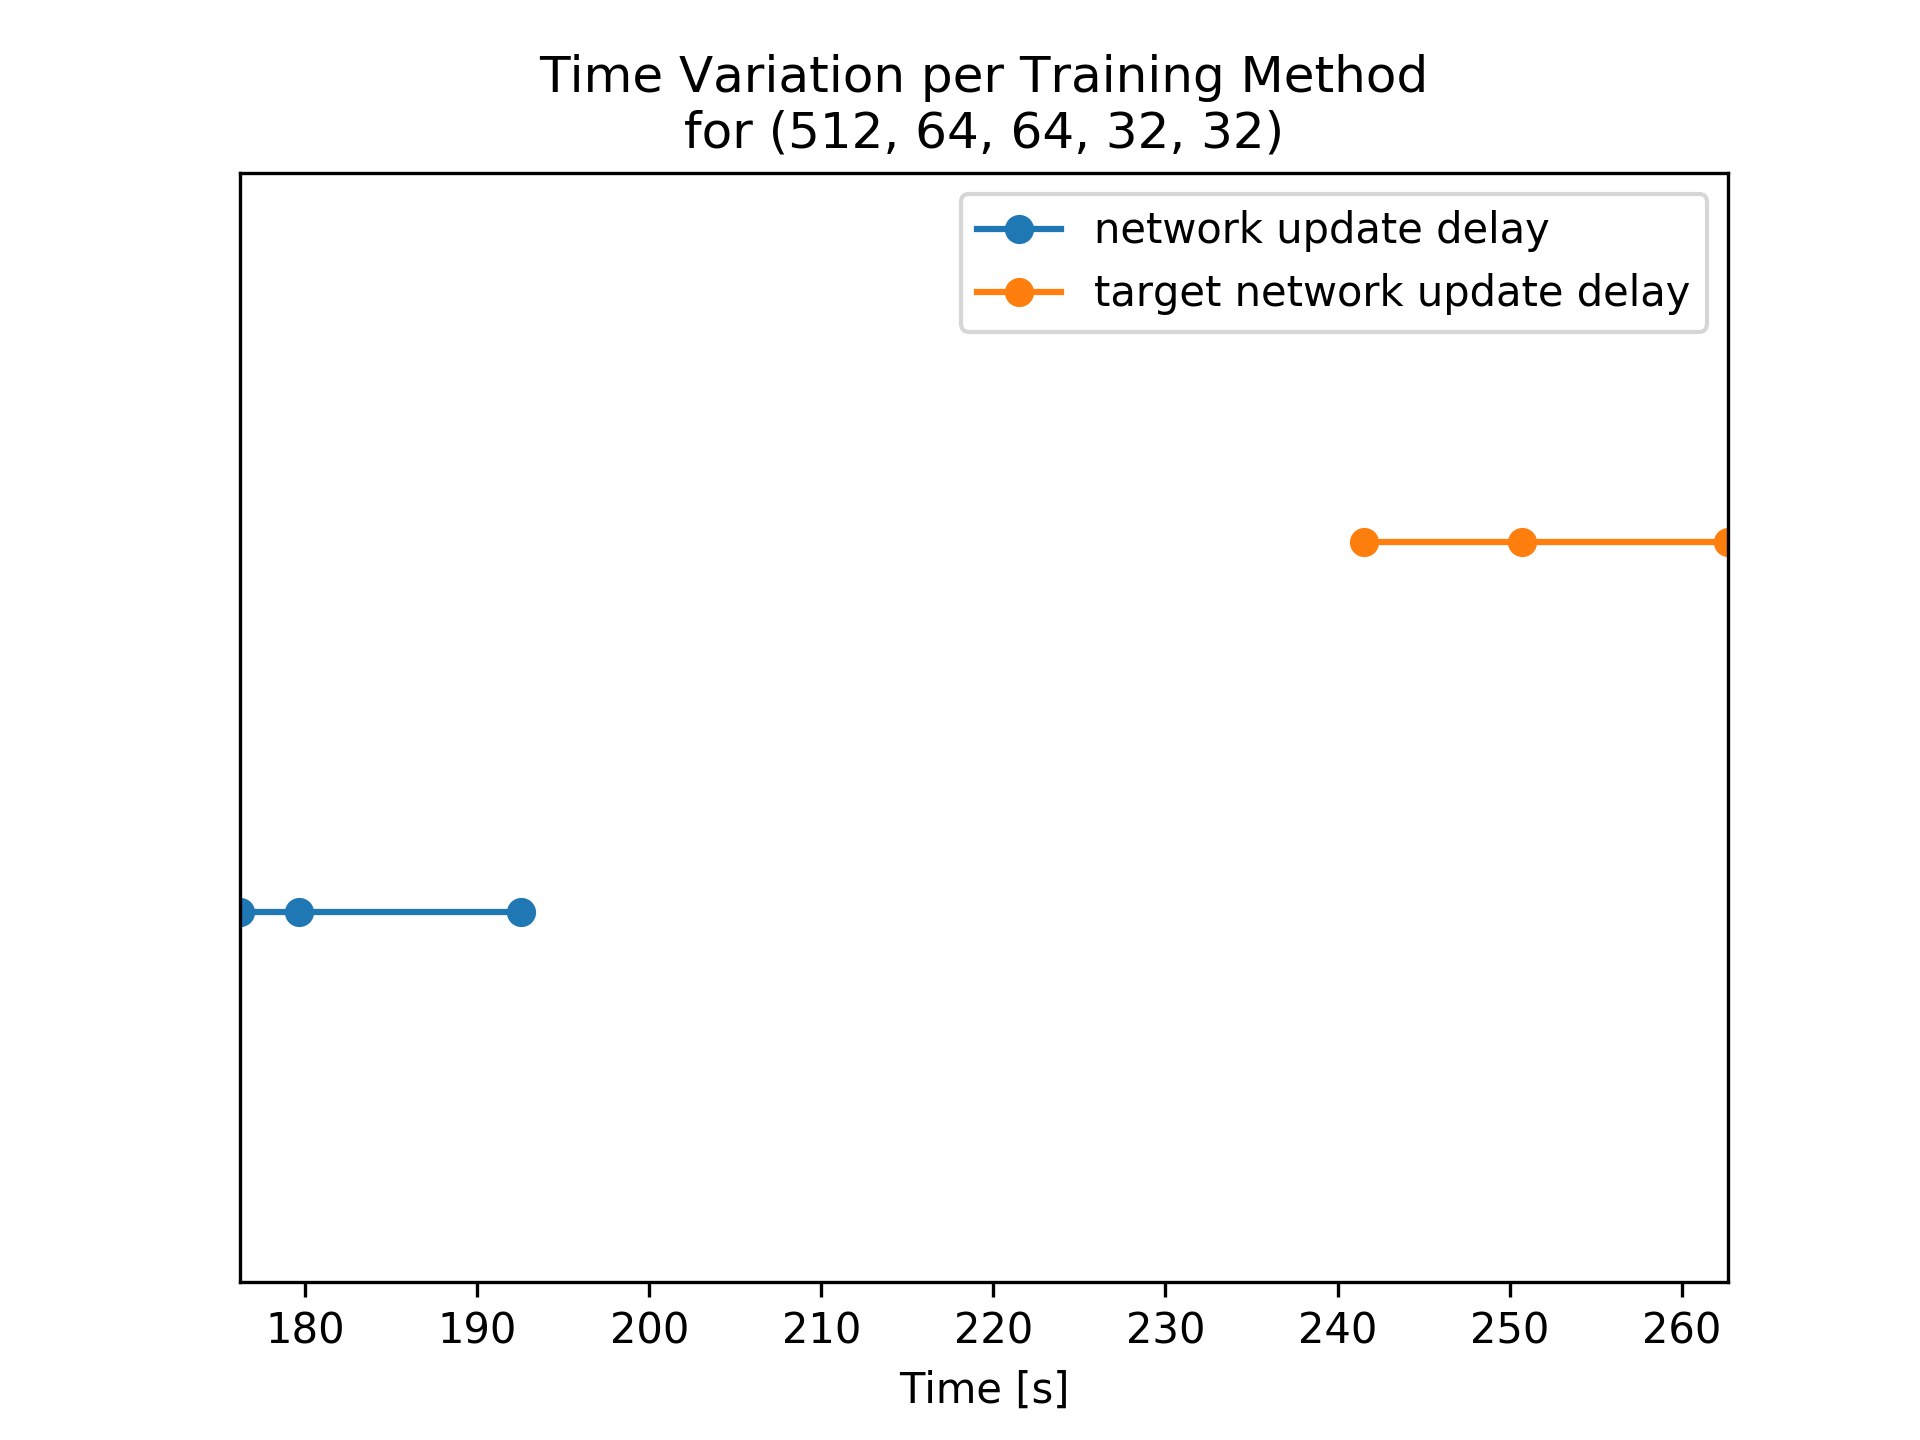 Time Variation per Training Method
for (512, 64, 64, 32, 32)
network update delay
target network update delay
180 190 200 210 220 230 240 250 260
Time [s]